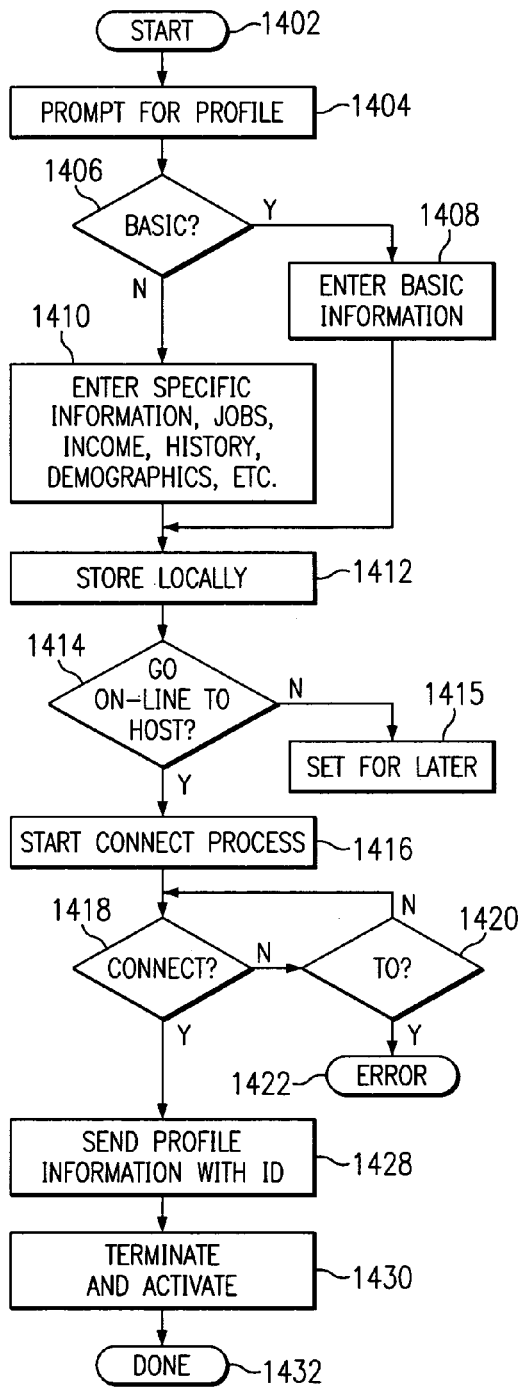 START
1402
PROMPT FOR PROFILE
1404
1406
BASIC?
Y
N
1408
ENTER BASIC
INFORMATION
1410
ENTER SPECIFIC
INFORMATION, JOBS,
INCOME, HISTORY,
DEMOGRAPHICS, ETC.
STORE LOCALLY
1412
1414
GO
ON-LINE TO
HOST?
N
Y
1415
SET FOR LATER
START CONNECT PROCESS
1416
1418
CONNECT?
N
Y
1420
TO?
N
Y
1422
ERROR
SEND PROFILE
INFORMATION WITH ID
1428
TERMINATE
AND ACTIVATE
1430
DONE
1432